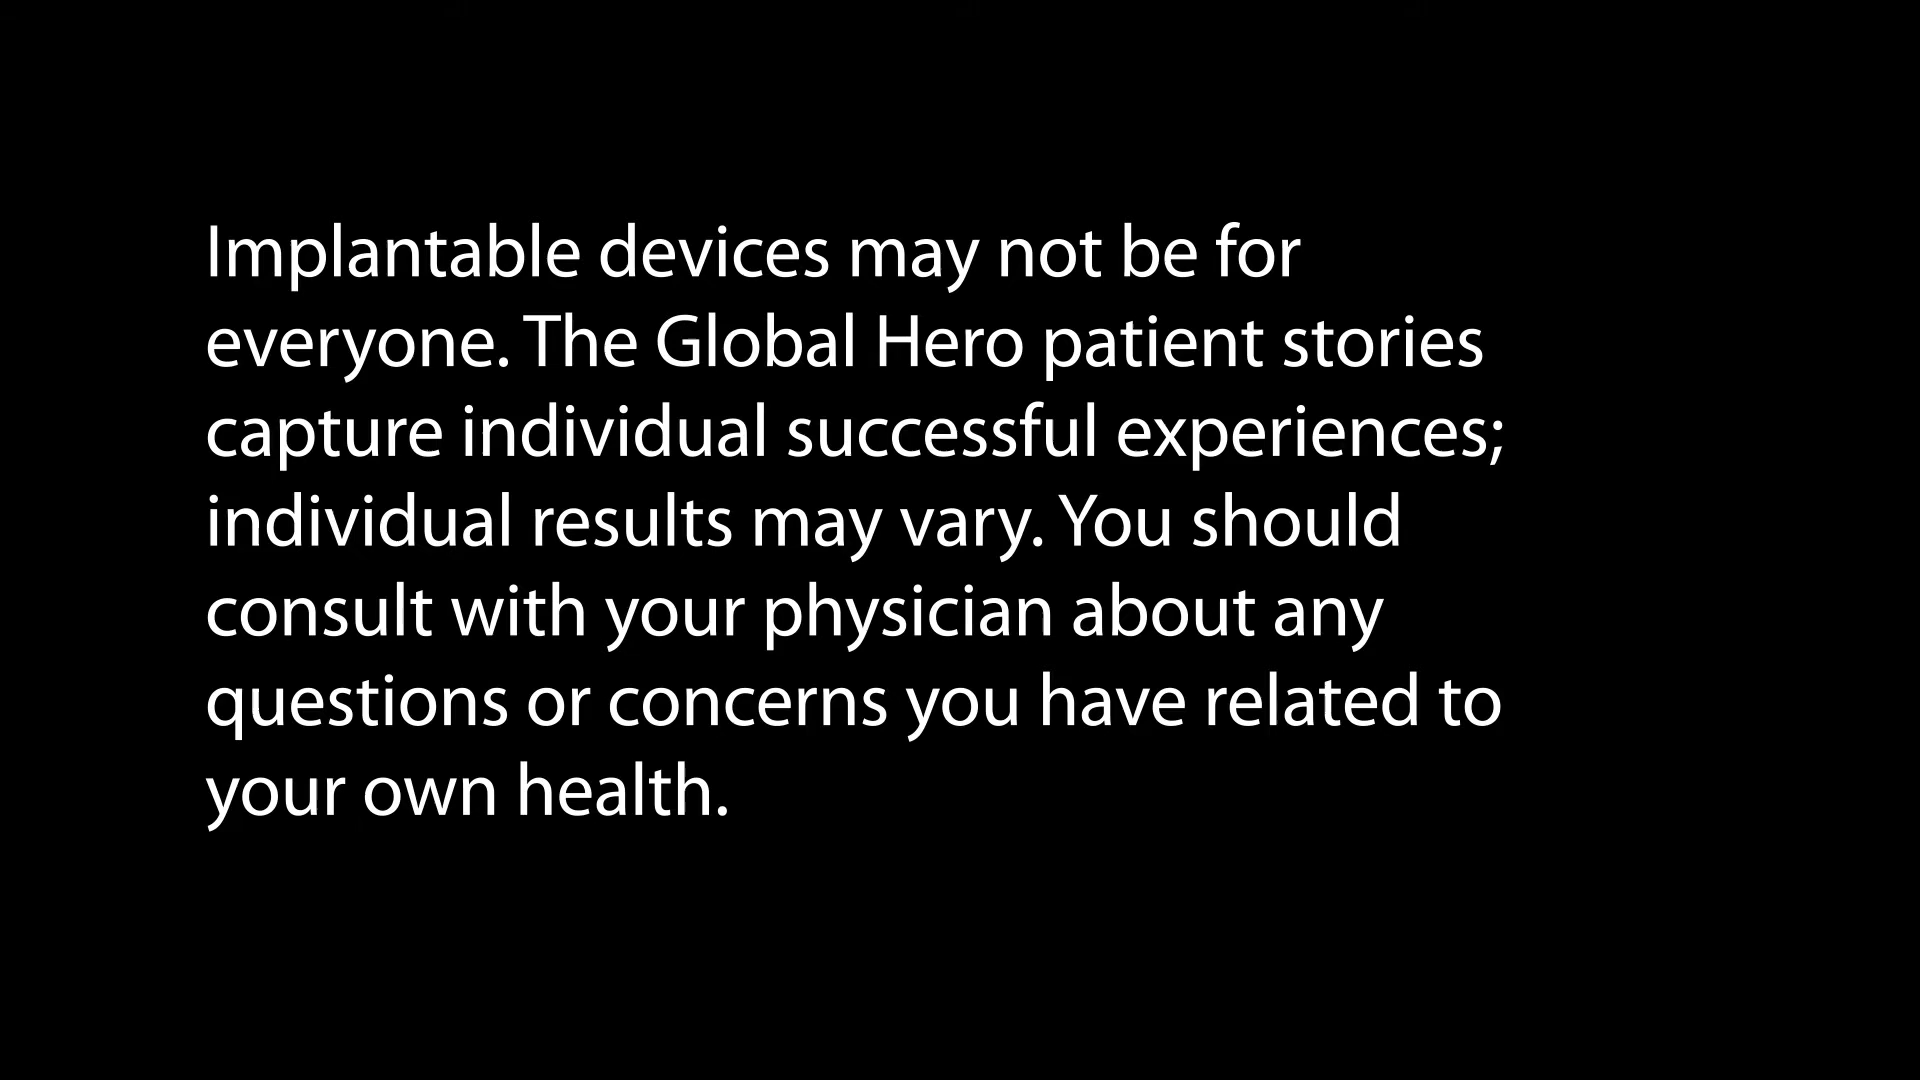 Implantable devices may not be for
everyone. The Global Hero patient stories
capture individual successful experiences;
individual results may vary. You should
consult with your physician about any
questions or concerns you have related to
your own health.